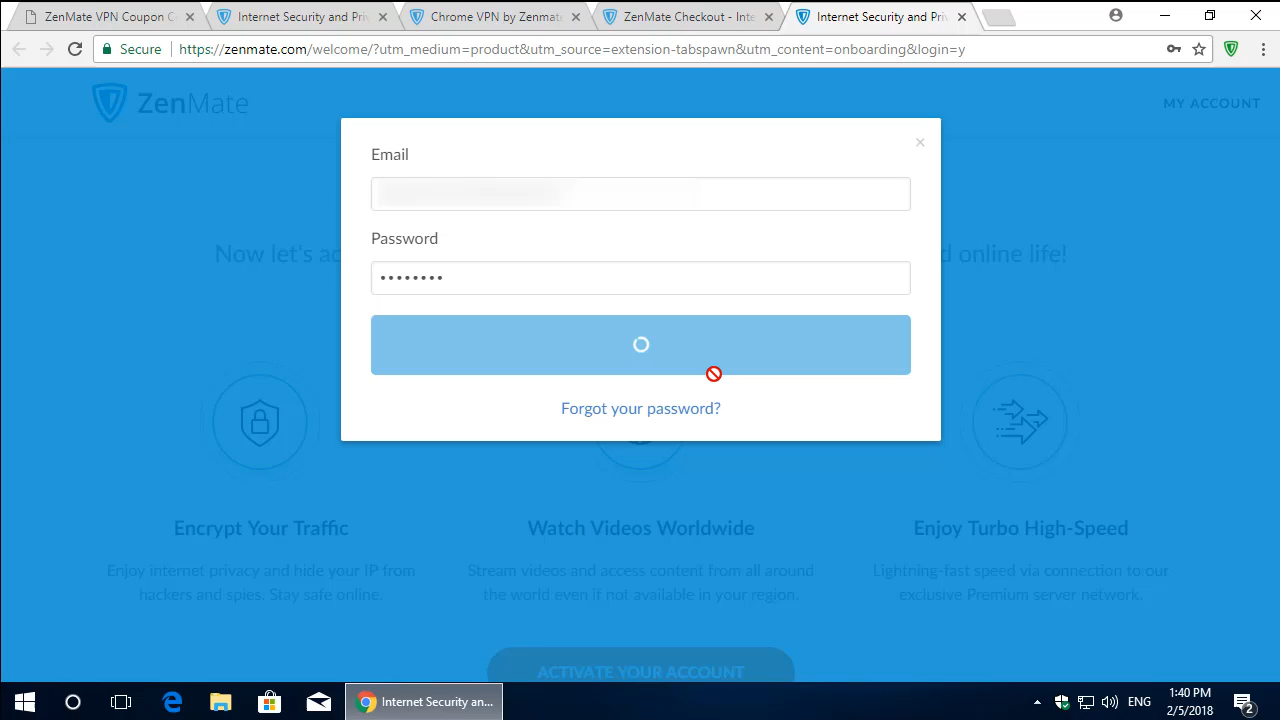 ZenMate VPN Coupon C
Internet Security and Priv
Chrome VPN by Zenmat
ZenMate Checkout - Inte
Internet Security and Priv
Secure
https://zenmate.com/welcome/?utm_medium=product&utm_source=extension-tabspawn&utm_content=onboarding&login=y
ZenMate
MY ACCOUNT
Email
Password
••••••••
Now let's a
d online life!
Forgot your password?
Encrypt Your Traffic
Enjoy internet privacy and hide your IP from
hackers and spies. Stay safe online.
Watch Videos Worldwide
Stream videos and access content from all around
the world even if not available in your region.
Enjoy Turbo High-Speed
Lightning-fast speed via connection to our
exclusive Premium server network.
ACTIVATE YOUR ACCOUNT
Internet Security an...
ENG
1:40 PM
2/5/2018
2